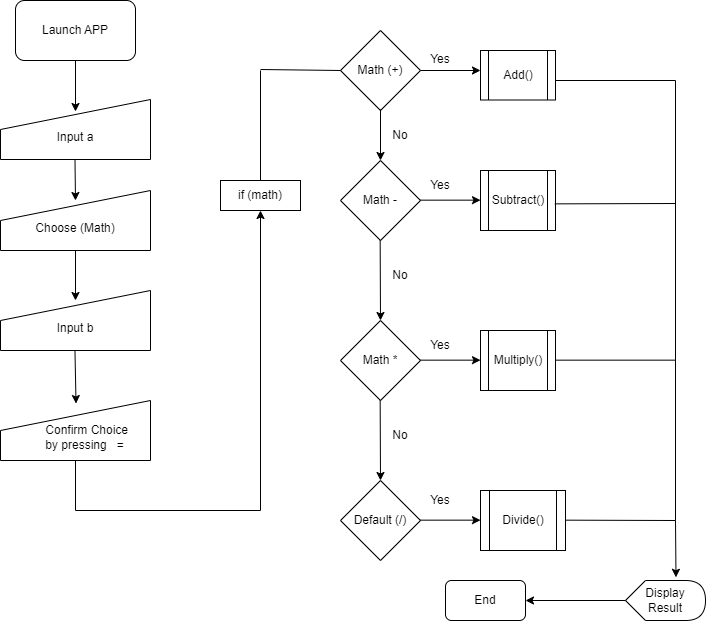 Launch APP
Input a
Choose (Math)
Input b
Confirm Choice
by pressing =
if (math)
Math (+)
Yes
Add()
No
Math -
Yes
Subtract()
No
Math *
Yes
Multiply()
No
Default (/)
Yes
Divide()
Display
Result
End